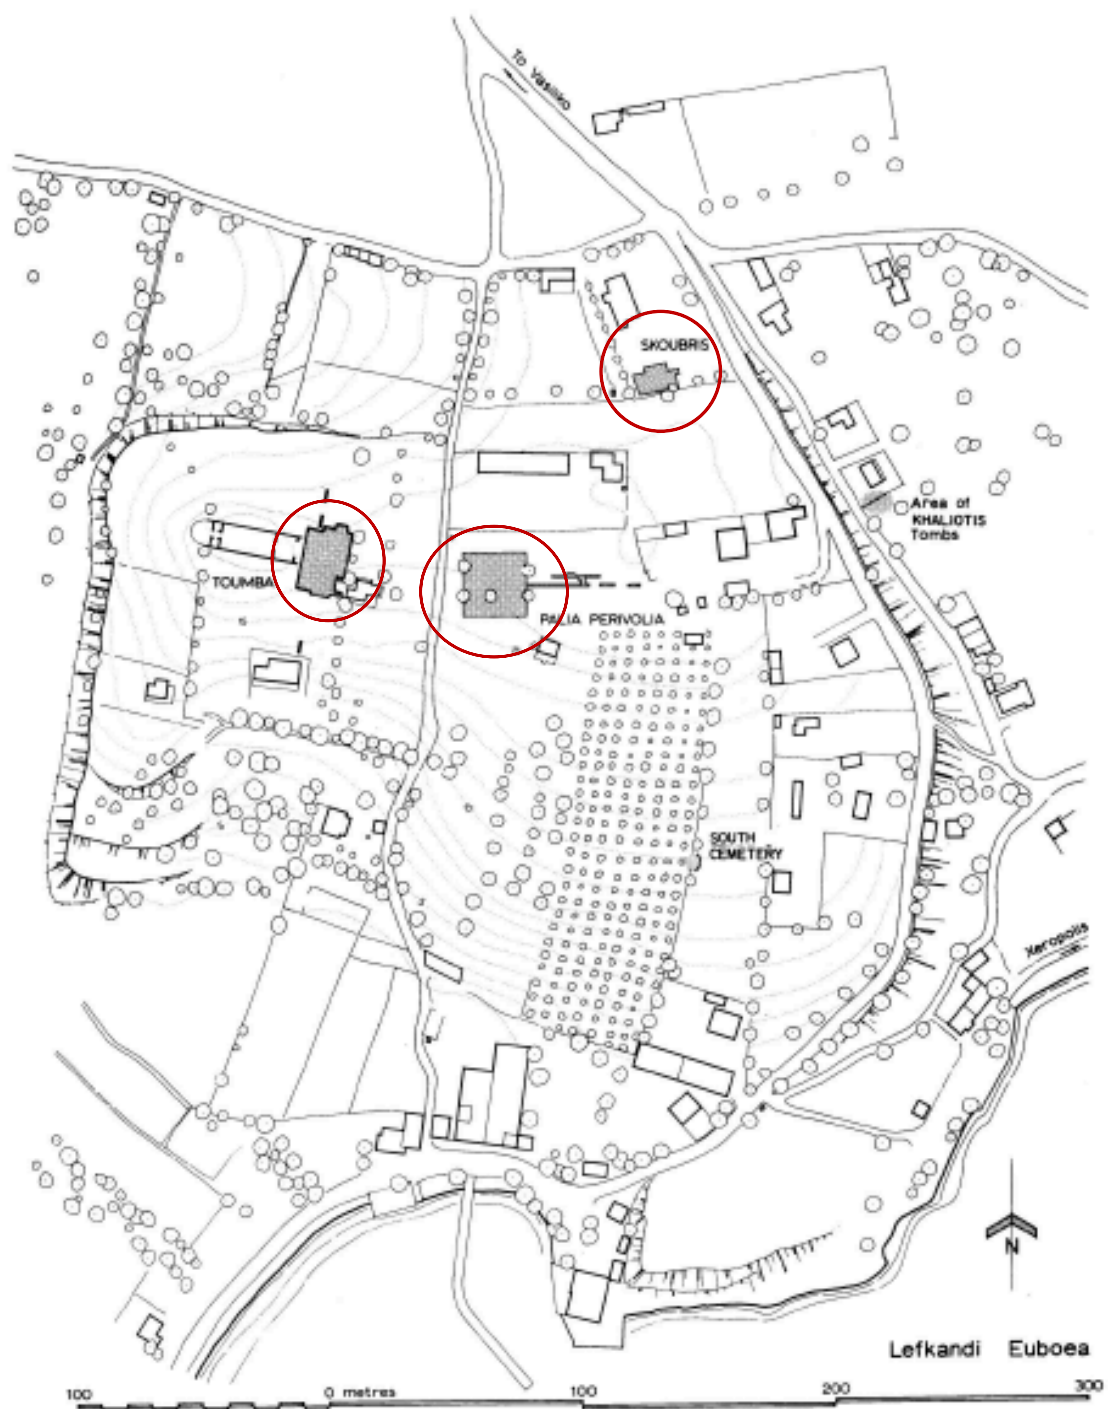 To Vasiliko
SKOUBRIS
Area of
KHALIOTIS
Tombs
TOUMBA
PALIA PERIVOLIA
SOUTH
CEMETERY
Xeropolis
N
Lefkandi Euboea
100 0 metres 100 200 300